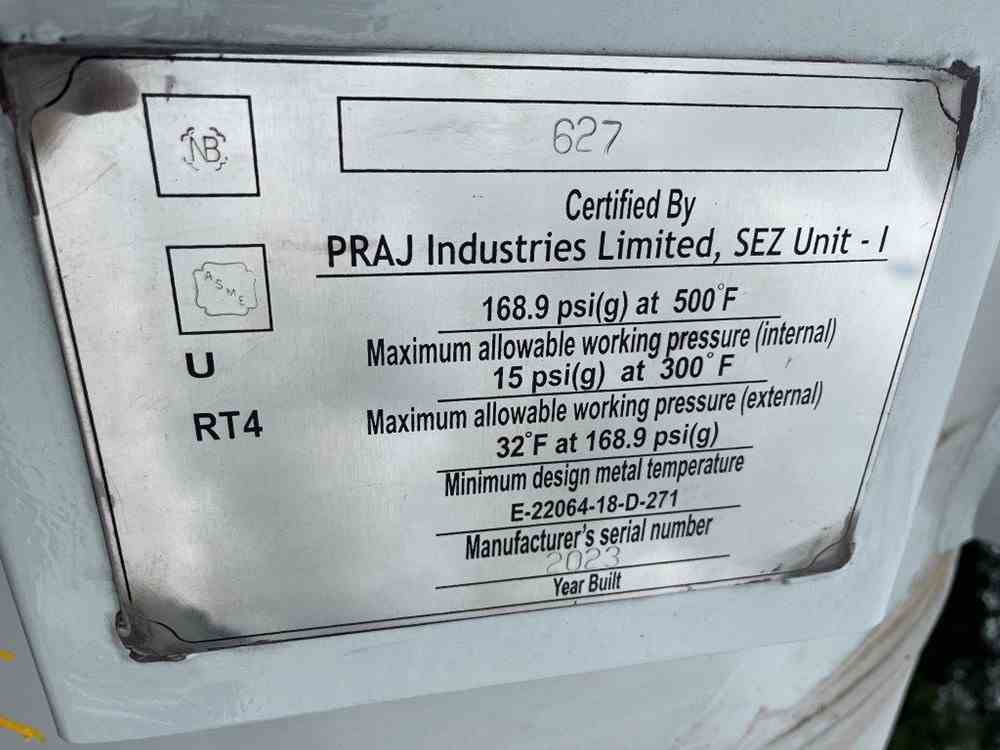 NB
627
Certified By
PRAJ Industries Limited, SEZ Unit - I
ASME
168.9 psi(g) at 500°F
Maximum allowable working pressure (internal)
U
15 psi(g) at 300°F
Maximum allowable working pressure (external)
RT4
32°F at 168.9 psi(g)
Minimum design metal temperature
E-22064-18-D-271
Manufacturer's serial number
2023
Year Built